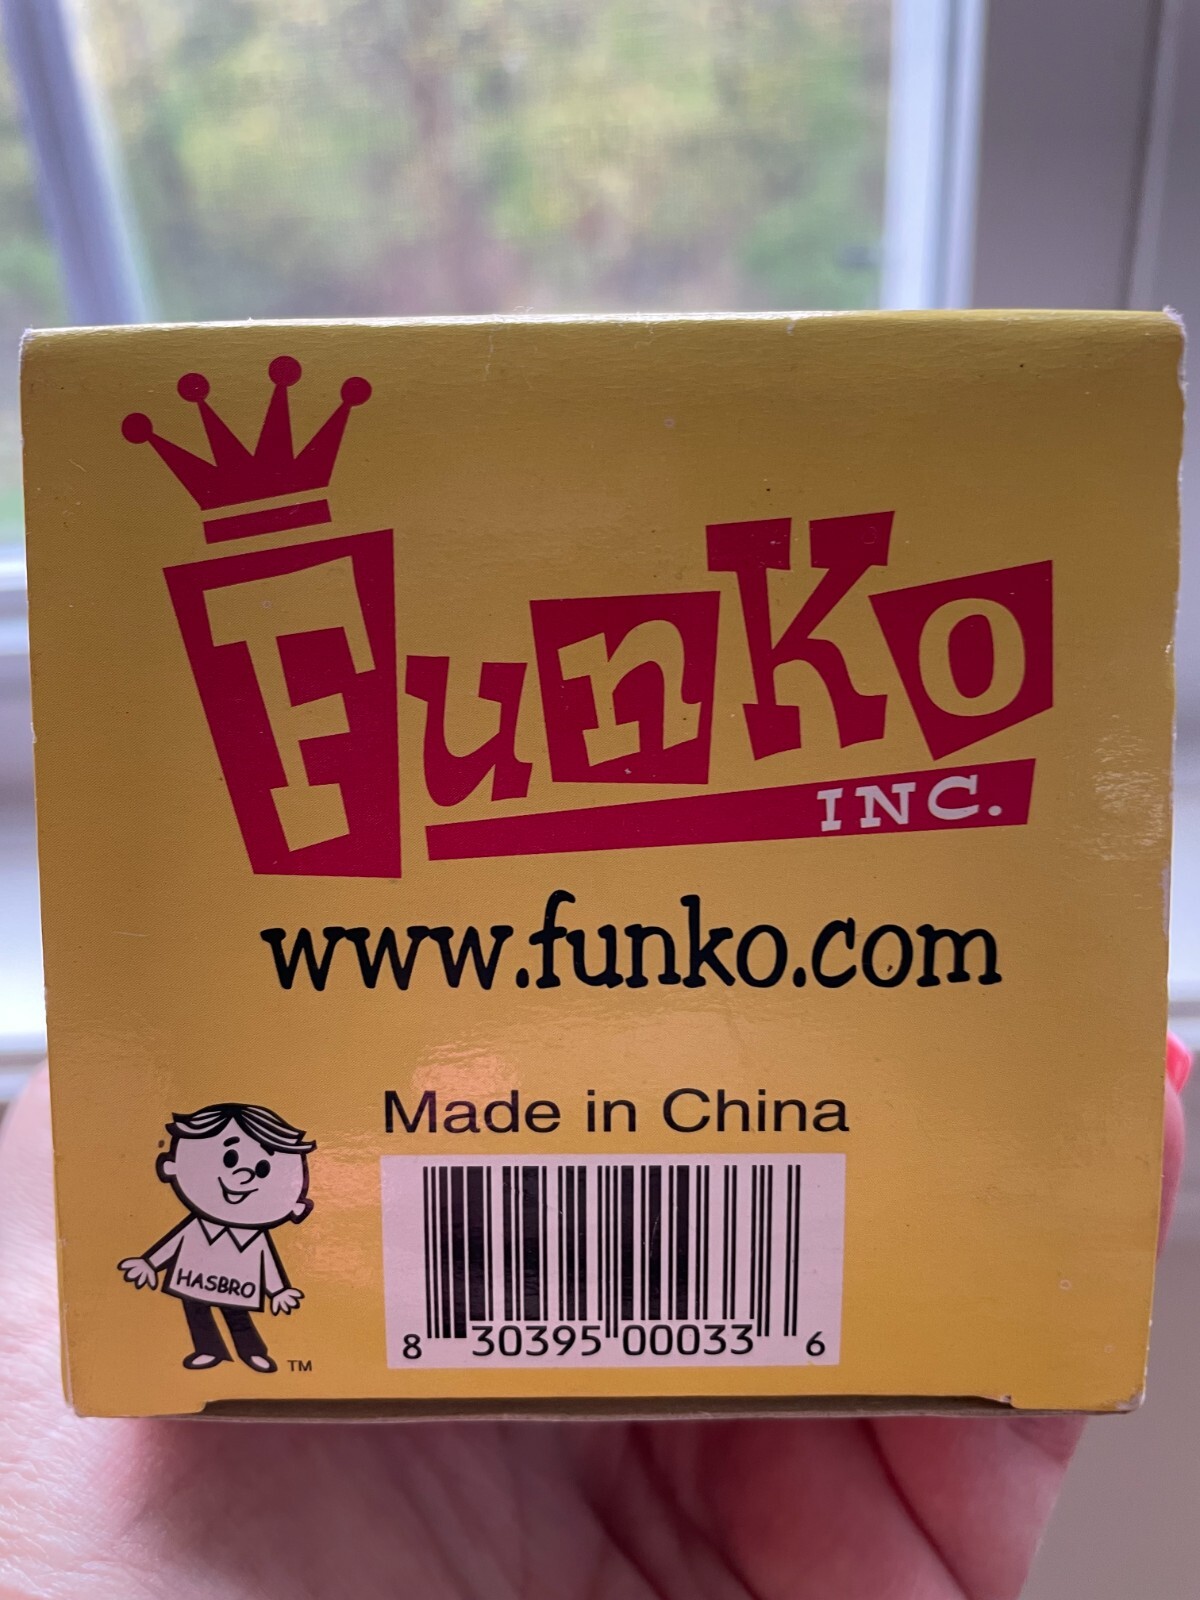 Funko
INC.
www.funko.com
Made in China
HASBRO
TM
8 30395 00033 6